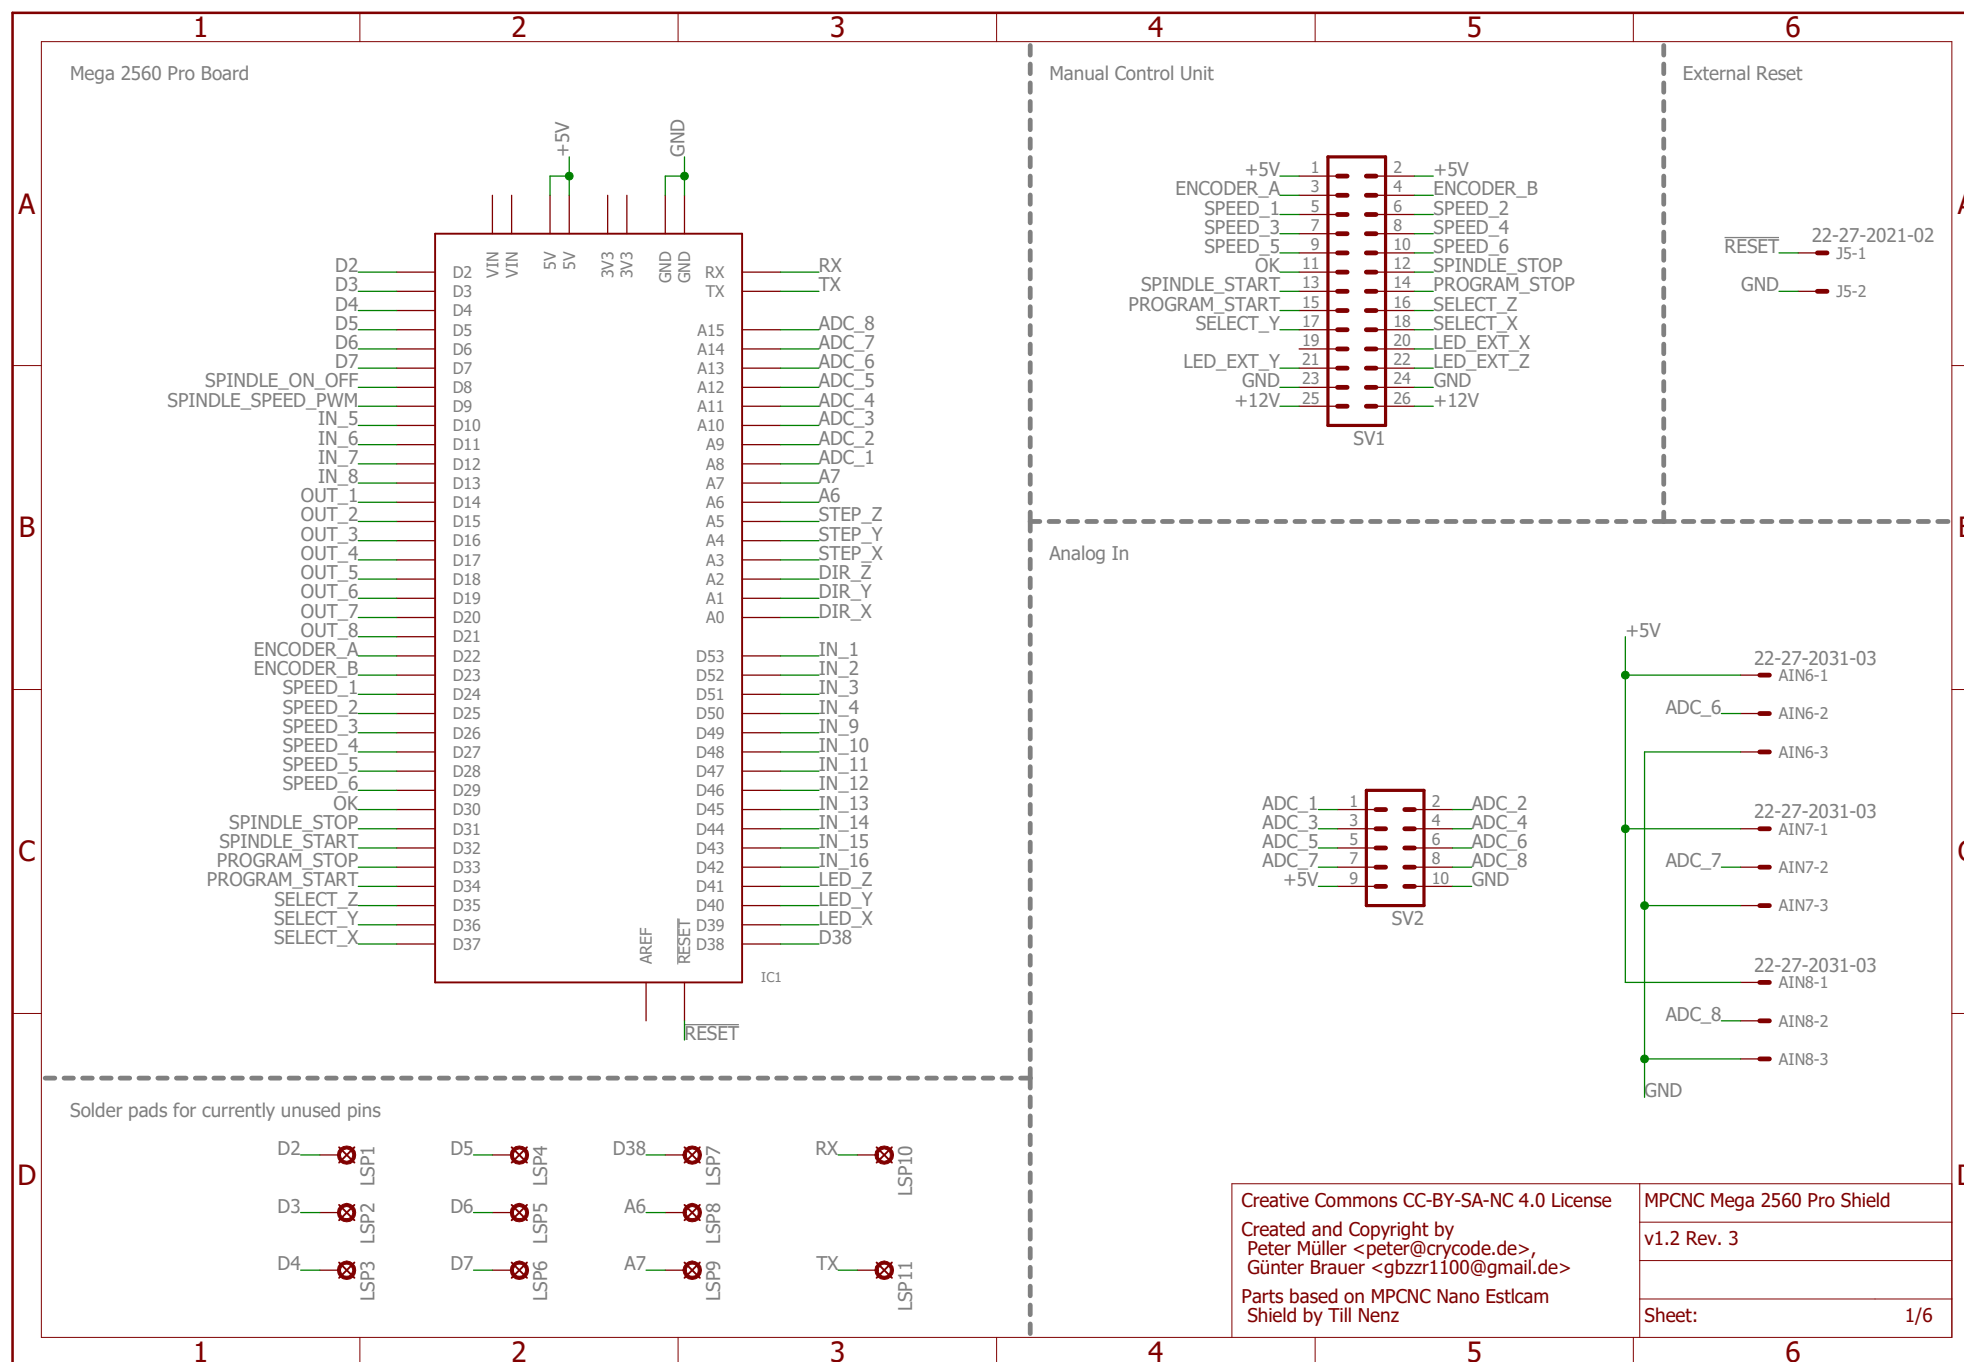 1 2 3 4 5 6
Mega 2560 Pro Board
+5V
GND
VIN
VIN
5V
5V
3V3
3V3
GND
GND
D2 D2
D3 D3
D4 D4
D5 D5
D6 D6
D7 D7
SPINDLE_ON_OFF D8
SPINDLE_SPEED_PWM D9
IN_5 D10
IN_6 D11
IN_7 D12
IN_8 D13
OUT_1 D14
OUT_2 D15
OUT_3 D16
OUT_4 D17
OUT_5 D18
OUT_6 D19
OUT_7 D20
OUT_8 D21
ENCODER_A D22
ENCODER_B D23
SPEED_1 D24
SPEED_2 D25
SPEED_3 D26
SPEED_4 D27
SPEED_5 D28
SPEED_6 D29
OK D30
SPINDLE_STOP D31
SPINDLE_START D32
PROGRAM_STOP D33
PROGRAM_START D34
SELECT_Z D35
SELECT_Y D36
SELECT_X D37
RX RX
TX TX
A15 ADC_8
A14 ADC_7
A13 ADC_6
A12 ADC_5
A11 ADC_4
A10 ADC_3
A9 ADC_2
A8 ADC_1
A7 A7
A6 A6
A5 STEP_Z
A4 STEP_Y
A3 STEP_X
A2 DIR_Z
A1 DIR_Y
A0 DIR_X
D53 IN_1
D52 IN_2
D51 IN_3
D50 IN_4
D49 IN_9
D48 IN_10
D47 IN_11
D46 IN_12
D45 IN_13
D44 IN_14
D43 IN_15
D42 IN_16
D41 LED_Z
D40 LED_Y
D39 LED_X
D38 D38
AREF
RESET
IC1
RESET
Manual Control Unit
+5V 1 2 +5V
ENCODER_A 3 4 ENCODER_B
SPEED_1 5 6 SPEED_2
SPEED_3 7 8 SPEED_4
SPEED_5 9 10 SPEED_6
OK 11 12 SPINDLE_STOP
SPINDLE_START 13 14 PROGRAM_STOP
PROGRAM_START 15 16 SELECT_Z
SELECT_Y 17 18 SELECT_X
19 20 LED_EXT_X
LED_EXT_Y 21 22 LED_EXT_Z
GND 23 24 GND
+12V 25 26 +12V
SV1
External Reset
22-27-2021-02
RESET J5-1
GND J5-2
Analog In
ADC_1 1 2 ADC_2
ADC_3 3 4 ADC_4
ADC_5 5 6 ADC_6
ADC_7 7 8 ADC_8
+5V 9 10 GND
SV2
+5V
22-27-2031-03
AIN6-1
ADC_6 AIN6-2
AIN6-3
22-27-2031-03
AIN7-1
ADC_7 AIN7-2
AIN7-3
22-27-2031-03
AIN8-1
ADC_8 AIN8-2
AIN8-3
GND
Solder pads for currently unused pins
D2 LSP1
D5 LSP4
D38 LSP7
RX LSP10
D3 LSP2
D6 LSP5
A6 LSP8
D4 LSP3
D7 LSP6
A7 LSP9
TX LSP11
Creative Commons CC-BY-SA-NC 4.0 License
Created and Copyright by
Peter Müller <peter@crycode.de>,
Günter Brauer <gbzzr1100@gmail.de>
Parts based on MPCNC Nano Estlcam
Shield by Till Nenz
MPCNC Mega 2560 Pro Shield
v1.2 Rev. 3
Sheet: 1/6
A
B
C
D
1 2 3 4 5 6